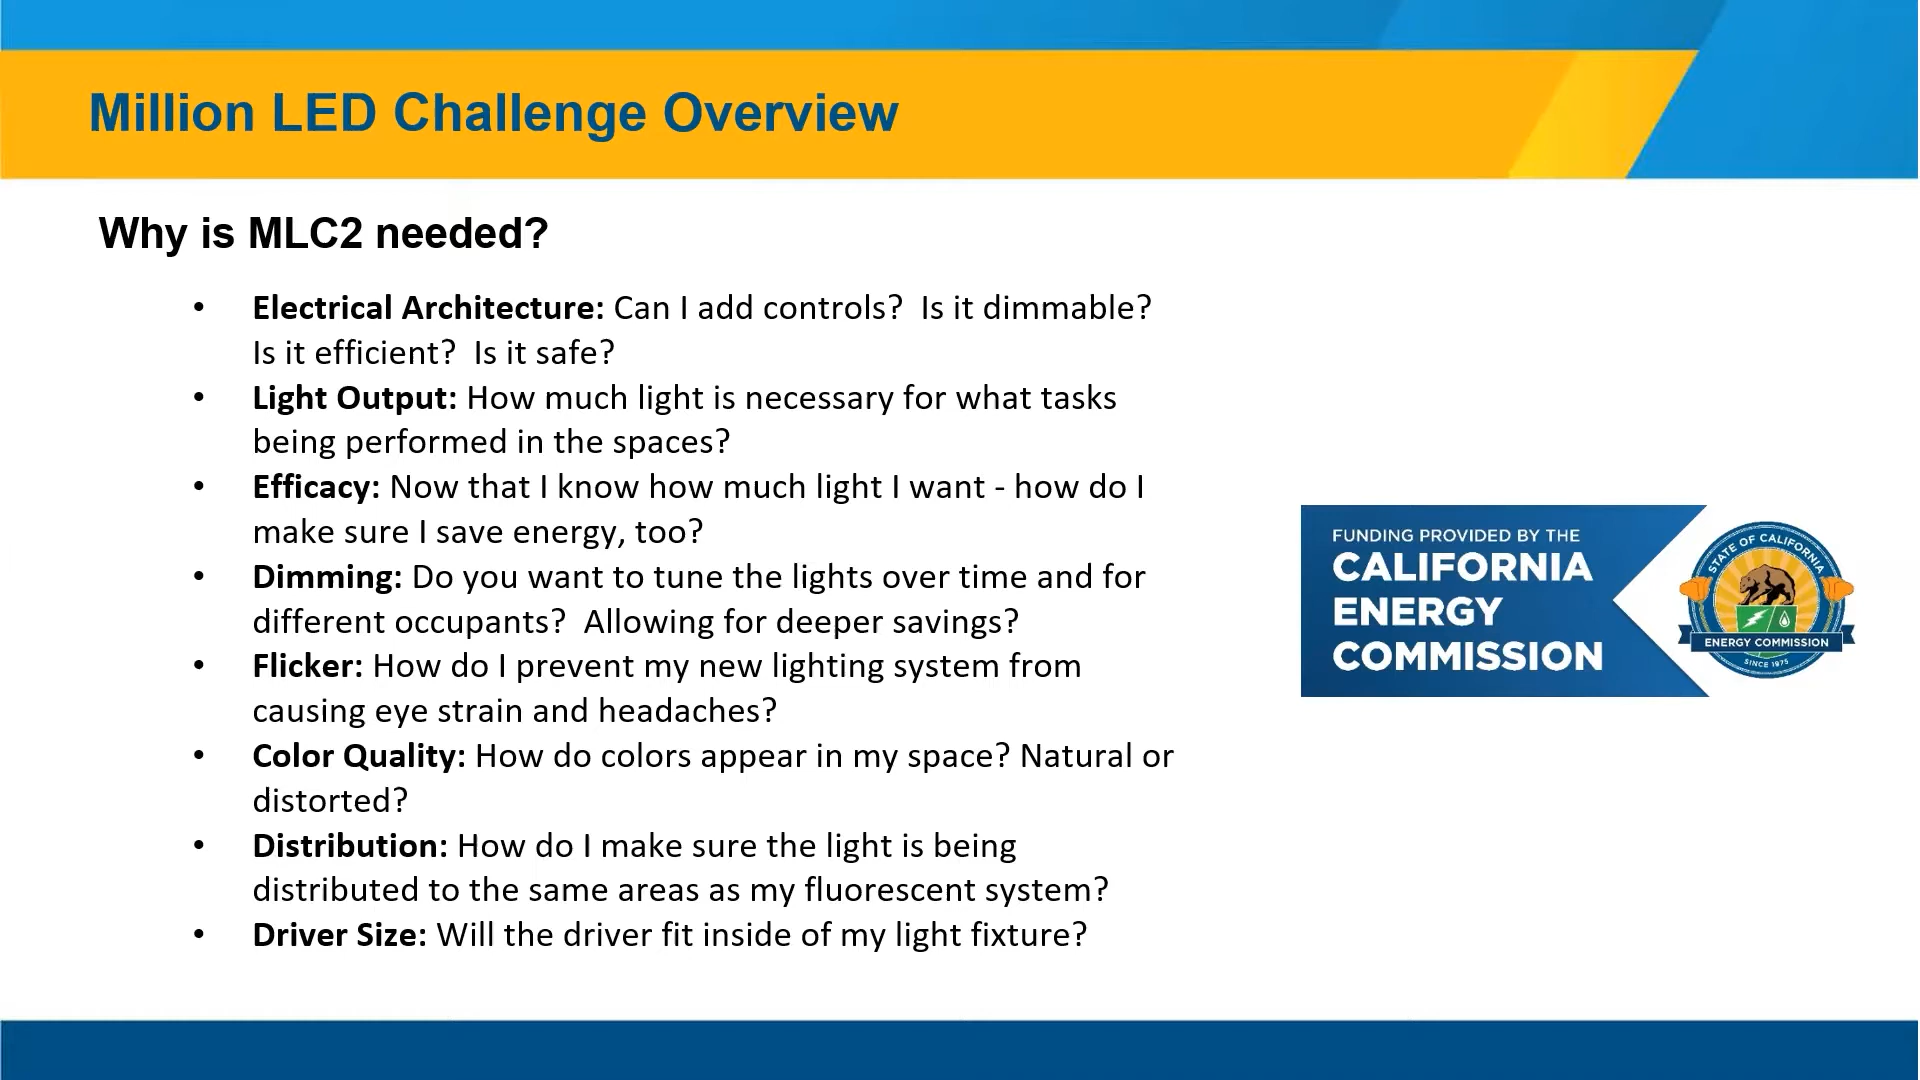 Million LED Challenge Overview
Why is MLC2 needed?
• Electrical Architecture: Can I add controls?  Is it dimmable?
Is it efficient?  Is it safe?
• Light Output: How much light is necessary for what tasks
being performed in the spaces?
• Efficacy: Now that I know how much light I want - how do I
make sure I save energy, too?
• Dimming: Do you want to tune the lights over time and for
different occupants?  Allowing for deeper savings?
• Flicker: How do I prevent my new lighting system from
causing eye strain and headaches?
• Color Quality: How do colors appear in my space? Natural or
distorted?
• Distribution: How do I make sure the light is being
distributed to the same areas as my fluorescent system?
• Driver Size: Will the driver fit inside of my light fixture?
FUNDING PROVIDED BY THE
CALIFORNIA
ENERGY
COMMISSION
STATE OF CALIFORNIA
ENERGY COMMISSION
SINCE 1975